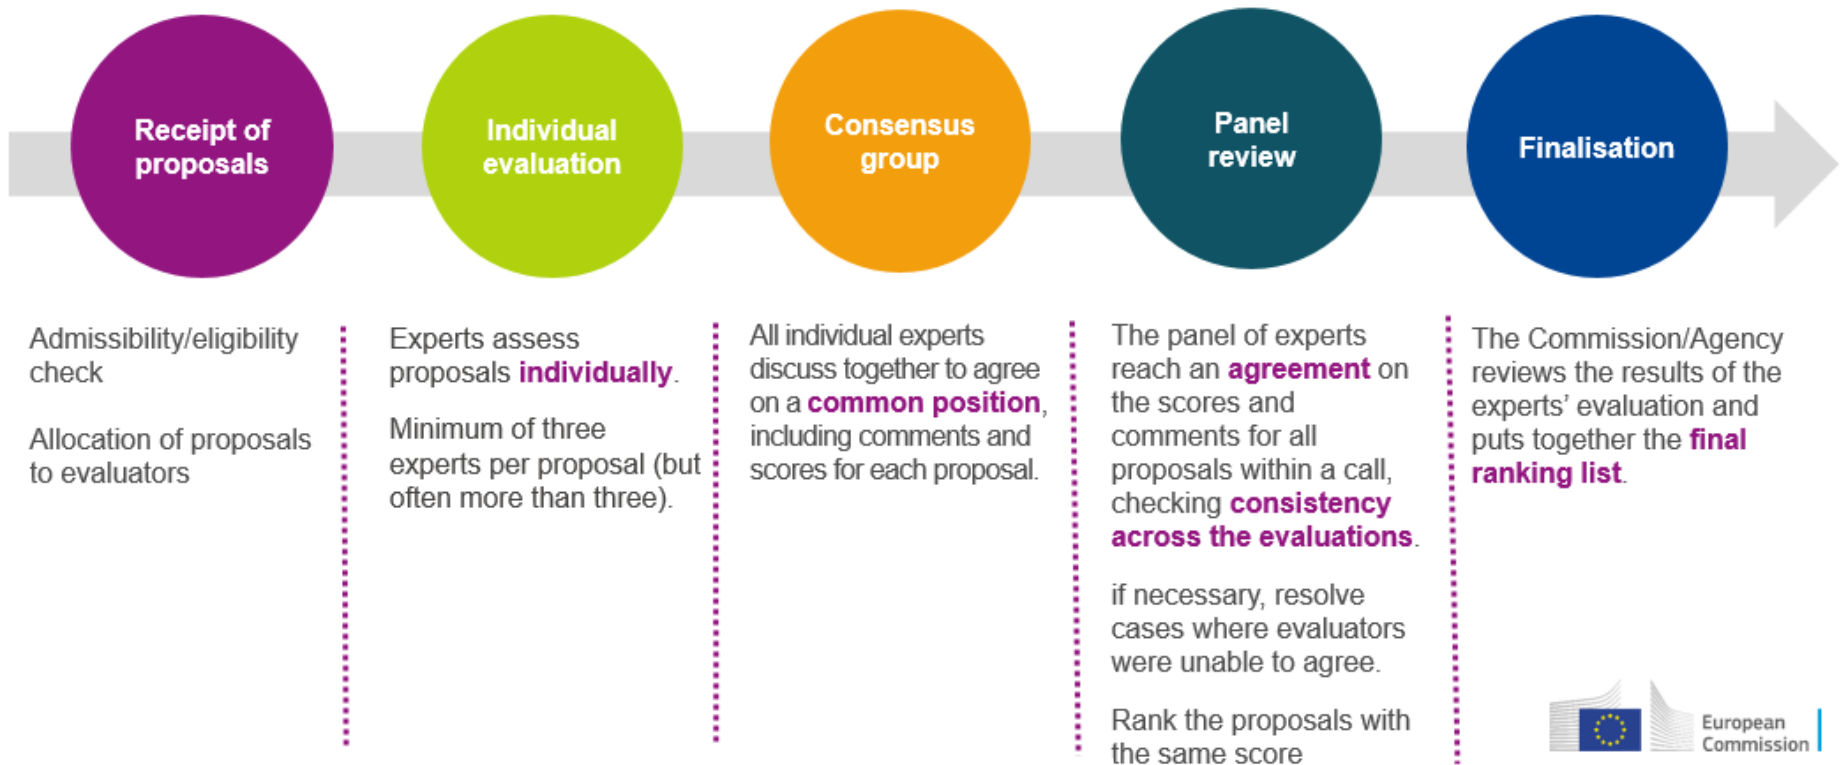 Receipt of
proposals
Individual
evaluation
Consensus
group
Panel
review
Finalisation
Admissibility/eligibility
check
Allocation of proposals
to evaluators
Experts assess
proposals individually.
Minimum of three
experts per proposal (but
often more than three).
All individual experts
discuss together to agree
on a common position,
including comments and
scores for each proposal.
The panel of experts
reach an agreement on
the scores and
comments for all
proposals within a call,
checking consistency
across the evaluations.
if necessary, resolve
cases where evaluators
were unable to agree.
Rank the proposals with
the same score
The Commission/Agency
reviews the results of the
experts’ evaluation and
puts together the final
ranking list.
European
Commission